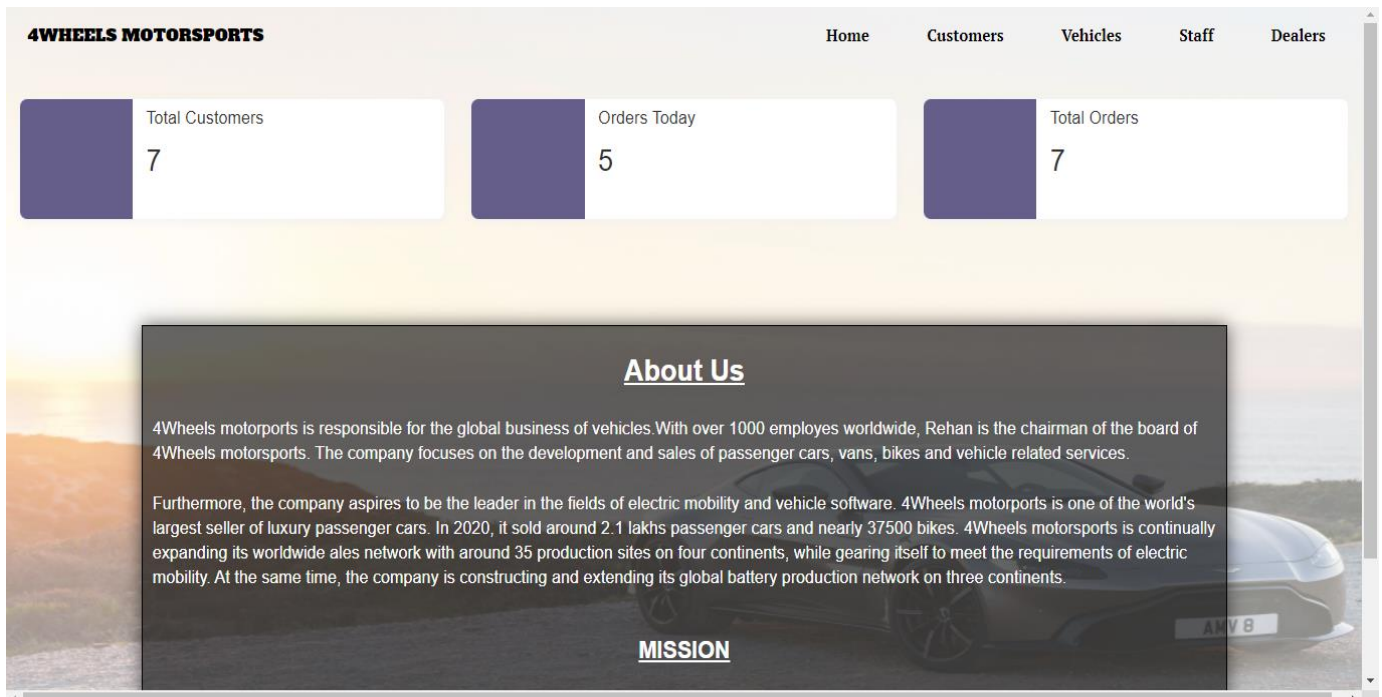 4WHEELS MOTORSPORTS
Home Customers Vehicles Staff Dealers
Total Customers
7
Orders Today
5
Total Orders
7
About Us
4Wheels motorports is responsible for the global business of vehicles.With over 1000 employes worldwide, Rehan is the chairman of the board of
4Wheels motorsports. The company focuses on the development and sales of passenger cars, vans, bikes and vehicle related services.
Furthermore, the company aspires to be the leader in the fields of electric mobility and vehicle software. 4Wheels motorports is one of the world's
largest seller of luxury passenger cars. In 2020, it sold around 2.1 lakhs passenger cars and nearly 37500 bikes. 4Wheels motorsports is continually
expanding its worldwide ales network with around 35 production sites on four continents, while gearing itself to meet the requirements of electric
mobility. At the same time, the company is constructing and extending its global battery production network on three continents.
AMV 8
MISSION